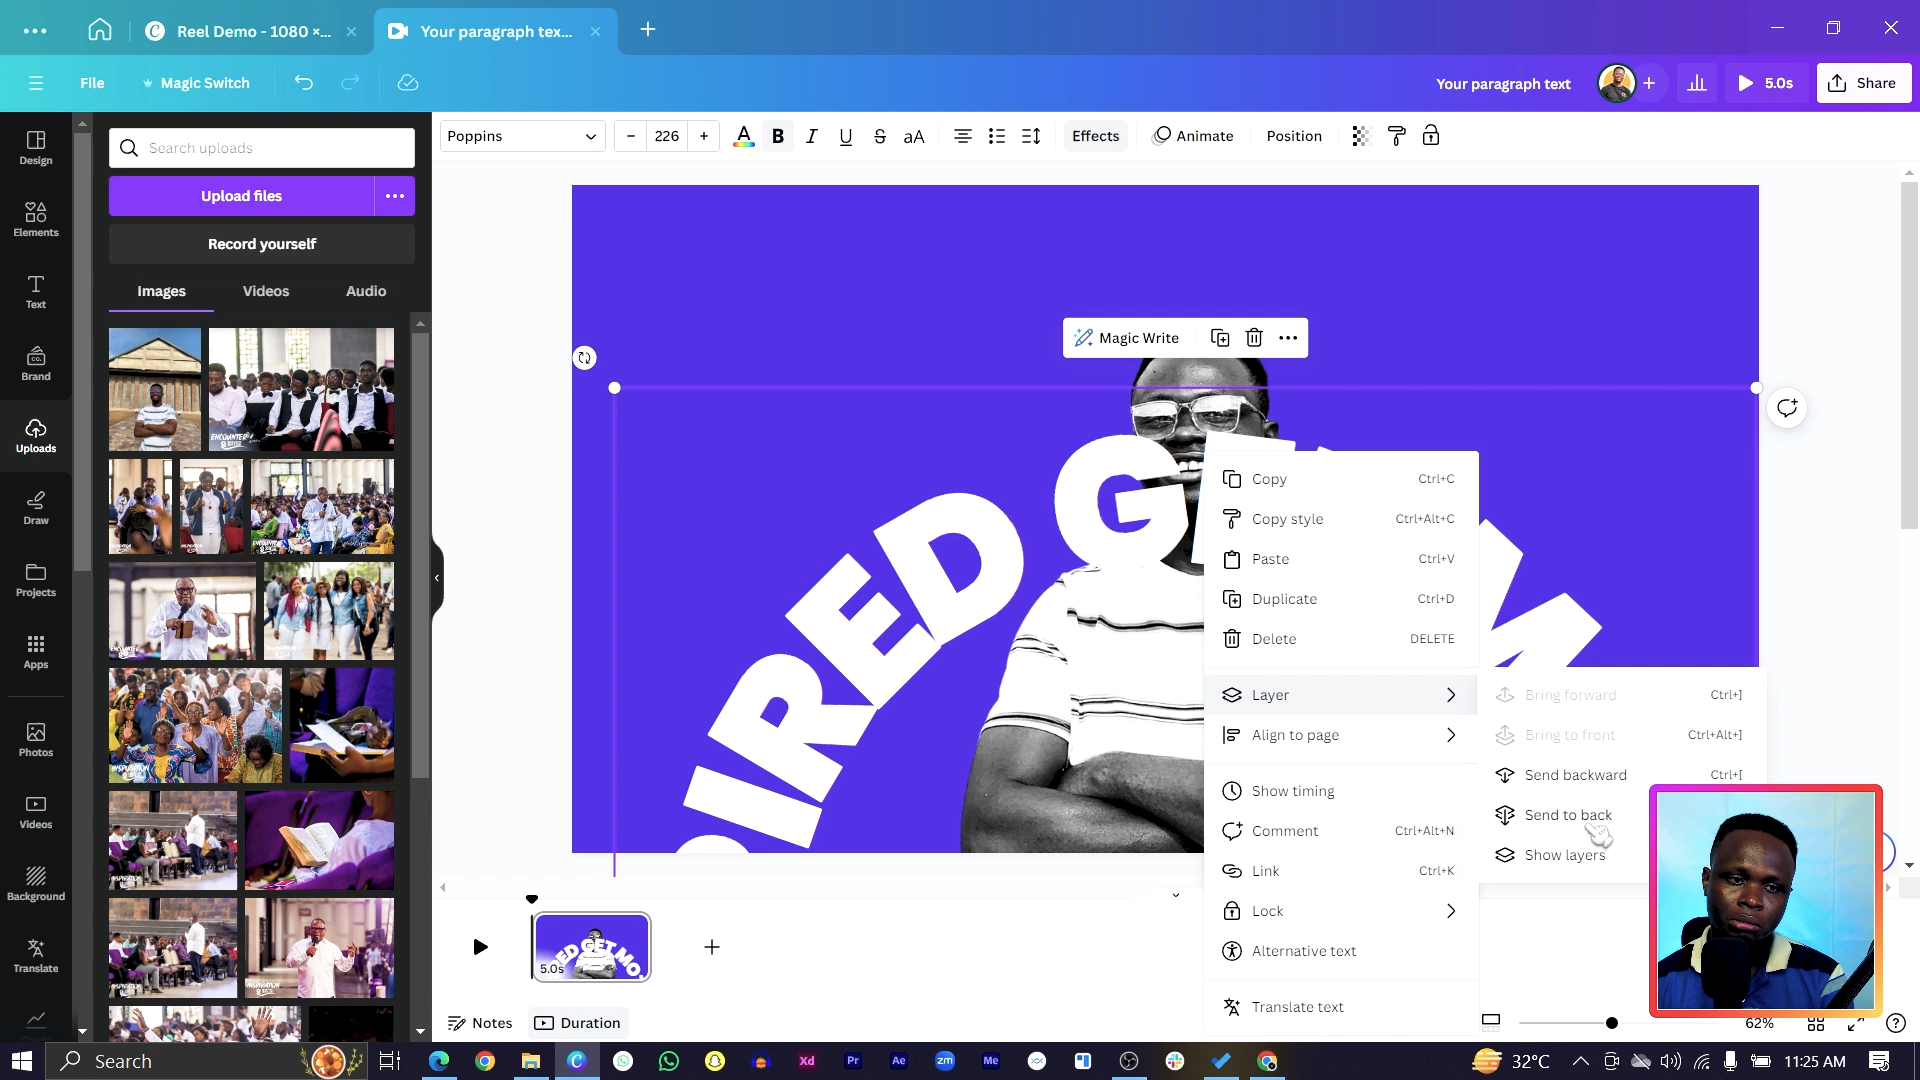 Reel Demo - 1080 ×...
Your paragraph tex...
File
Magic Switch
Your paragraph text
5.0s
Share
Design
Elements
Text
Brand
Uploads
Draw
Projects
Apps
Photos
Videos
Background
Translate
Search uploads
Upload files
Record yourself
Images
Videos
Audio
Poppins
226
aA
Effects
Animate
Position
Magic Write
IRED GET M
Copy Ctrl+C
Copy style Ctrl+Alt+C
Paste Ctrl+V
Duplicate Ctrl+D
Delete DELETE
Layer
Align to page
Show timing
Comment Ctrl+Alt+N
Link Ctrl+K
Lock
Alternative text
Translate text
Bring forward Ctrl+]
Bring to front Ctrl+Alt+]
Send backward Ctrl+[
Send to back
Show layers
5.0s
Notes
Duration
62%
Search
32°C
11:25 AM